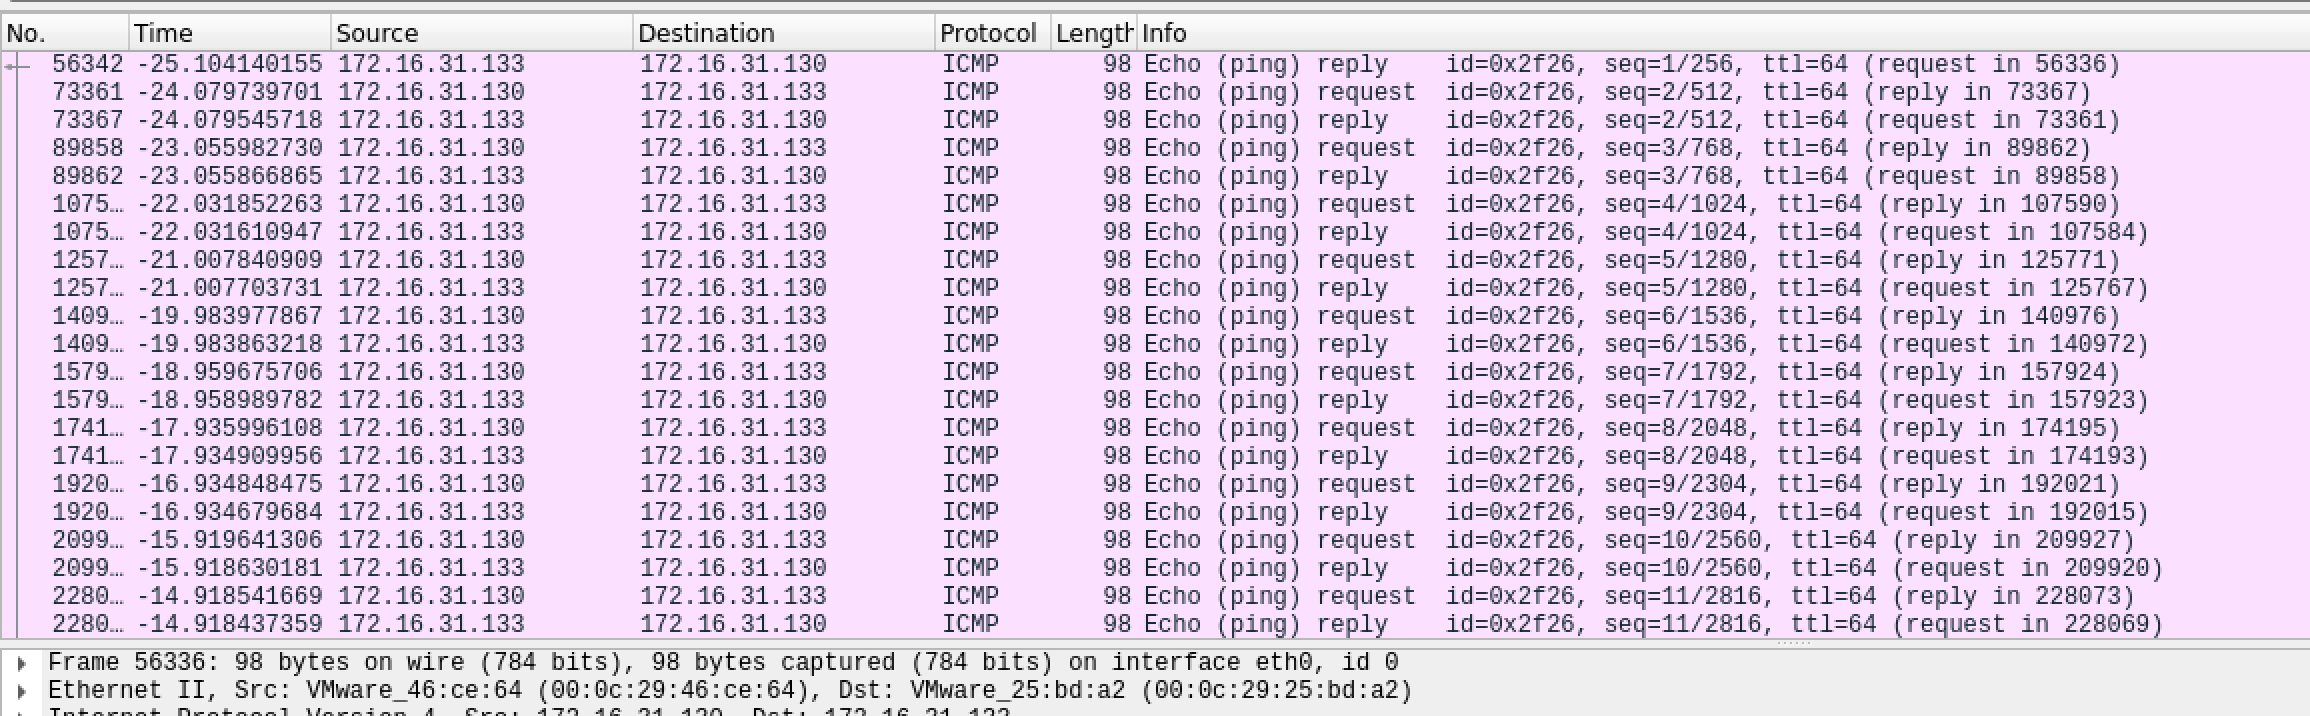 No. Time Source Destination Protocol Length Info
56342 -25.104140155 172.16.31.133 172.16.31.130 ICMP 98 Echo (ping) reply id=0x2f26, seq=1/256, ttl=64 (request in 56336)
73361 -24.079739701 172.16.31.130 172.16.31.133 ICMP 98 Echo (ping) request id=0x2f26, seq=2/512, ttl=64 (reply in 73367)
73367 -24.079545718 172.16.31.133 172.16.31.130 ICMP 98 Echo (ping) reply id=0x2f26, seq=2/512, ttl=64 (request in 73361)
89858 -23.055982730 172.16.31.130 172.16.31.133 ICMP 98 Echo (ping) request id=0x2f26, seq=3/768, ttl=64 (reply in 89862)
89862 -23.055866865 172.16.31.133 172.16.31.130 ICMP 98 Echo (ping) reply id=0x2f26, seq=3/768, ttl=64 (request in 89858)
1075… -22.031852263 172.16.31.130 172.16.31.133 ICMP 98 Echo (ping) request id=0x2f26, seq=4/1024, ttl=64 (reply in 107590)
1075… -22.031610947 172.16.31.133 172.16.31.130 ICMP 98 Echo (ping) reply id=0x2f26, seq=4/1024, ttl=64 (request in 107584)
1257… -21.007840909 172.16.31.130 172.16.31.133 ICMP 98 Echo (ping) request id=0x2f26, seq=5/1280, ttl=64 (reply in 125771)
1257… -21.007703731 172.16.31.133 172.16.31.130 ICMP 98 Echo (ping) reply id=0x2f26, seq=5/1280, ttl=64 (request in 125767)
1409… -19.983977867 172.16.31.130 172.16.31.133 ICMP 98 Echo (ping) request id=0x2f26, seq=6/1536, ttl=64 (reply in 140976)
1409… -19.983863218 172.16.31.133 172.16.31.130 ICMP 98 Echo (ping) reply id=0x2f26, seq=6/1536, ttl=64 (request in 140972)
1579… -18.959675706 172.16.31.130 172.16.31.133 ICMP 98 Echo (ping) request id=0x2f26, seq=7/1792, ttl=64 (reply in 157924)
1579… -18.958989782 172.16.31.133 172.16.31.130 ICMP 98 Echo (ping) reply id=0x2f26, seq=7/1792, ttl=64 (request in 157923)
1741… -17.935996108 172.16.31.130 172.16.31.133 ICMP 98 Echo (ping) request id=0x2f26, seq=8/2048, ttl=64 (reply in 174195)
1741… -17.934909956 172.16.31.133 172.16.31.130 ICMP 98 Echo (ping) reply id=0x2f26, seq=8/2048, ttl=64 (request in 174193)
1920… -16.934848475 172.16.31.130 172.16.31.133 ICMP 98 Echo (ping) request id=0x2f26, seq=9/2304, ttl=64 (reply in 192021)
1920… -16.934679684 172.16.31.133 172.16.31.130 ICMP 98 Echo (ping) reply id=0x2f26, seq=9/2304, ttl=64 (request in 192015)
2099… -15.919641306 172.16.31.130 172.16.31.133 ICMP 98 Echo (ping) request id=0x2f26, seq=10/2560, ttl=64 (reply in 209927)
2099… -15.918630181 172.16.31.133 172.16.31.130 ICMP 98 Echo (ping) reply id=0x2f26, seq=10/2560, ttl=64 (request in 209920)
2280… -14.918541669 172.16.31.130 172.16.31.133 ICMP 98 Echo (ping) request id=0x2f26, seq=11/2816, ttl=64 (reply in 228073)
2280… -14.918437359 172.16.31.133 172.16.31.130 ICMP 98 Echo (ping) reply id=0x2f26, seq=11/2816, ttl=64 (request in 228069)
Frame 56336: 98 bytes on wire (784 bits), 98 bytes captured (784 bits) on interface eth0, id 0
Ethernet II, Src: VMware_46:ce:64 (00:0c:29:46:ce:64), Dst: VMware_25:bd:a2 (00:0c:29:25:bd:a2)
Internet Protocol Version 4, Src: 172.16.31.130, Dst: 172.16.31.133